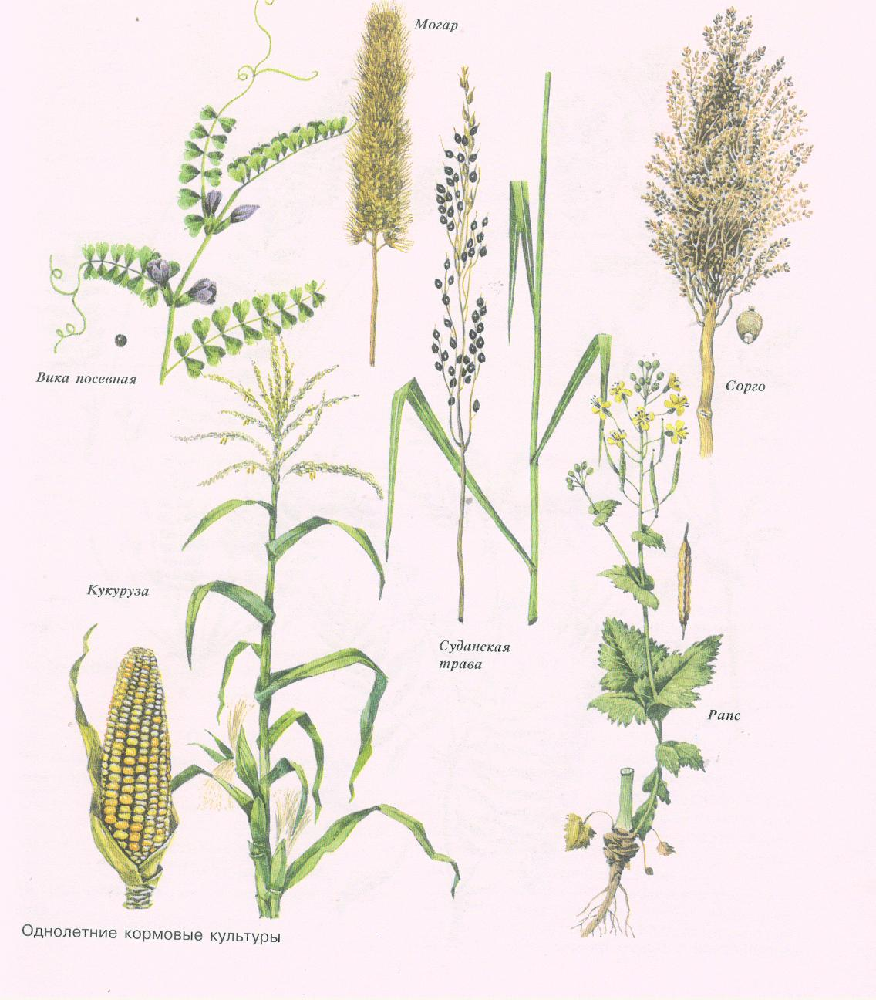 Могар
Вика посевная
Сорго
Кукуруза
Суданская
трава
Рапс
Однолетние кормовые культуры